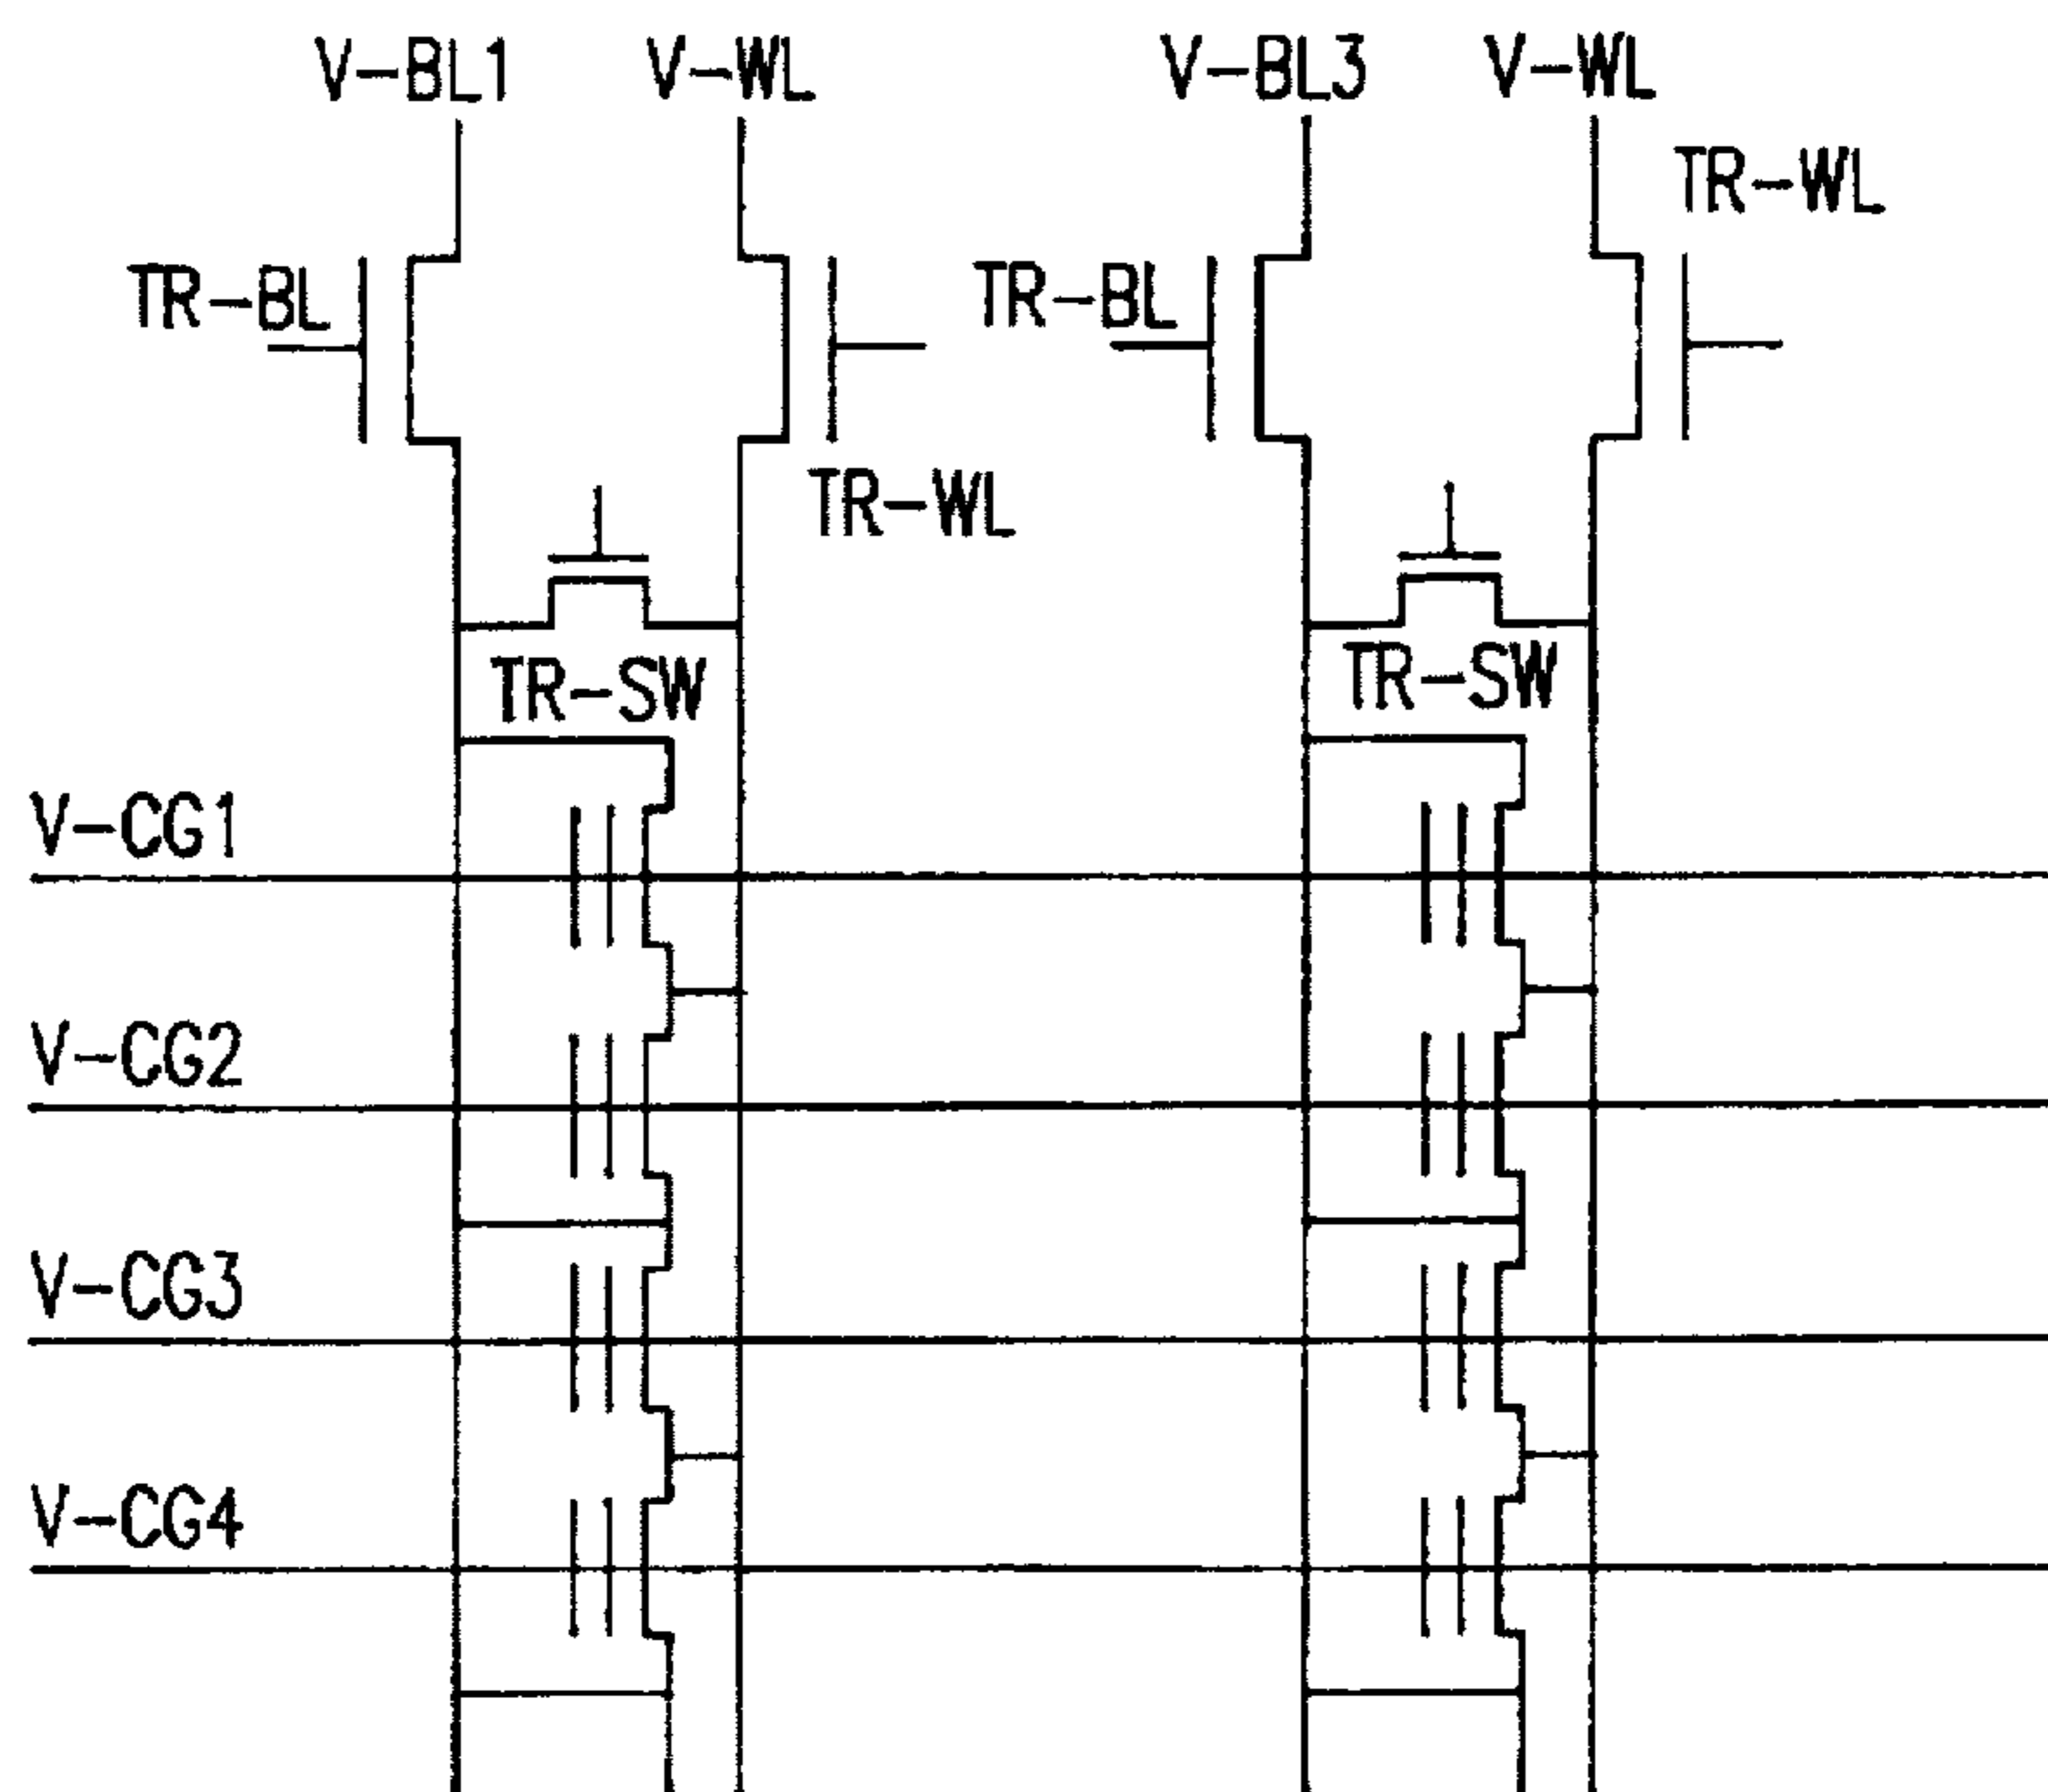 V-BL1 V-WL V-BL3 V-WL
TR-WL
TR-BL TR-BL
TR-WL
TR-SW TR-SW
V-CG1
V-CG2
V-CG3
V-CG4